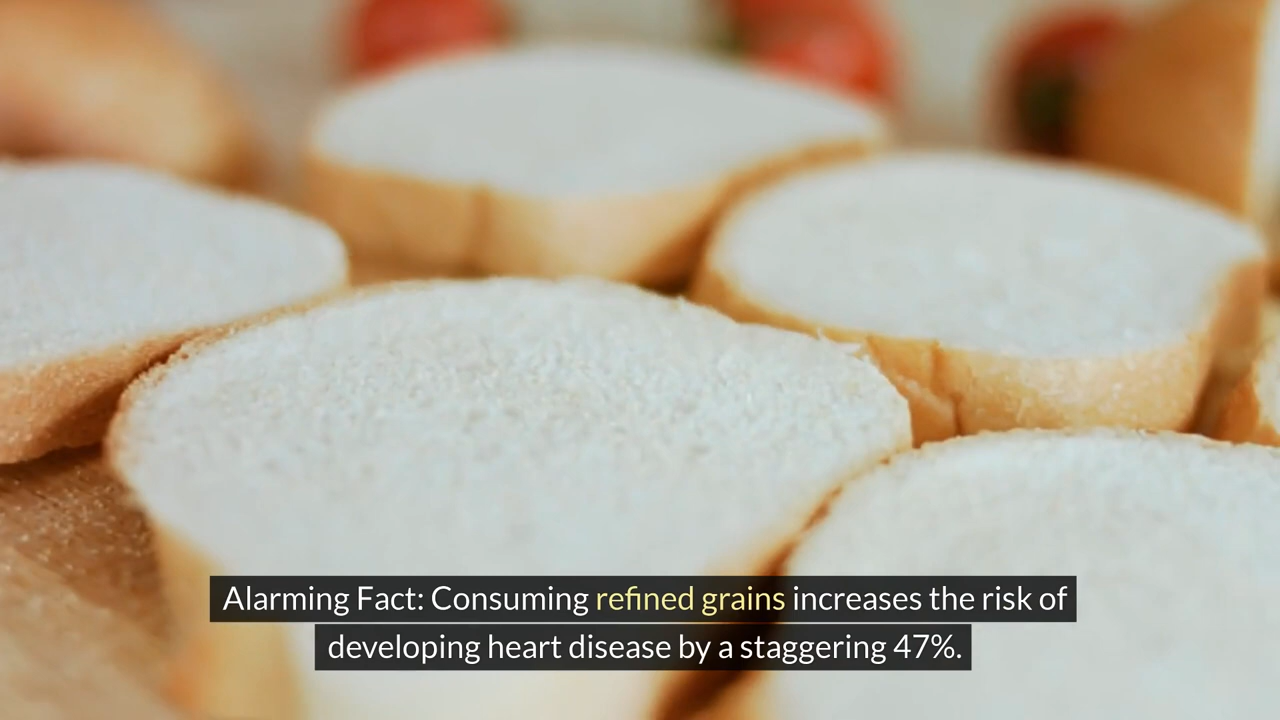 Alarming Fact: Consuming refined grains increases the risk of
developing heart disease by a staggering 47%.